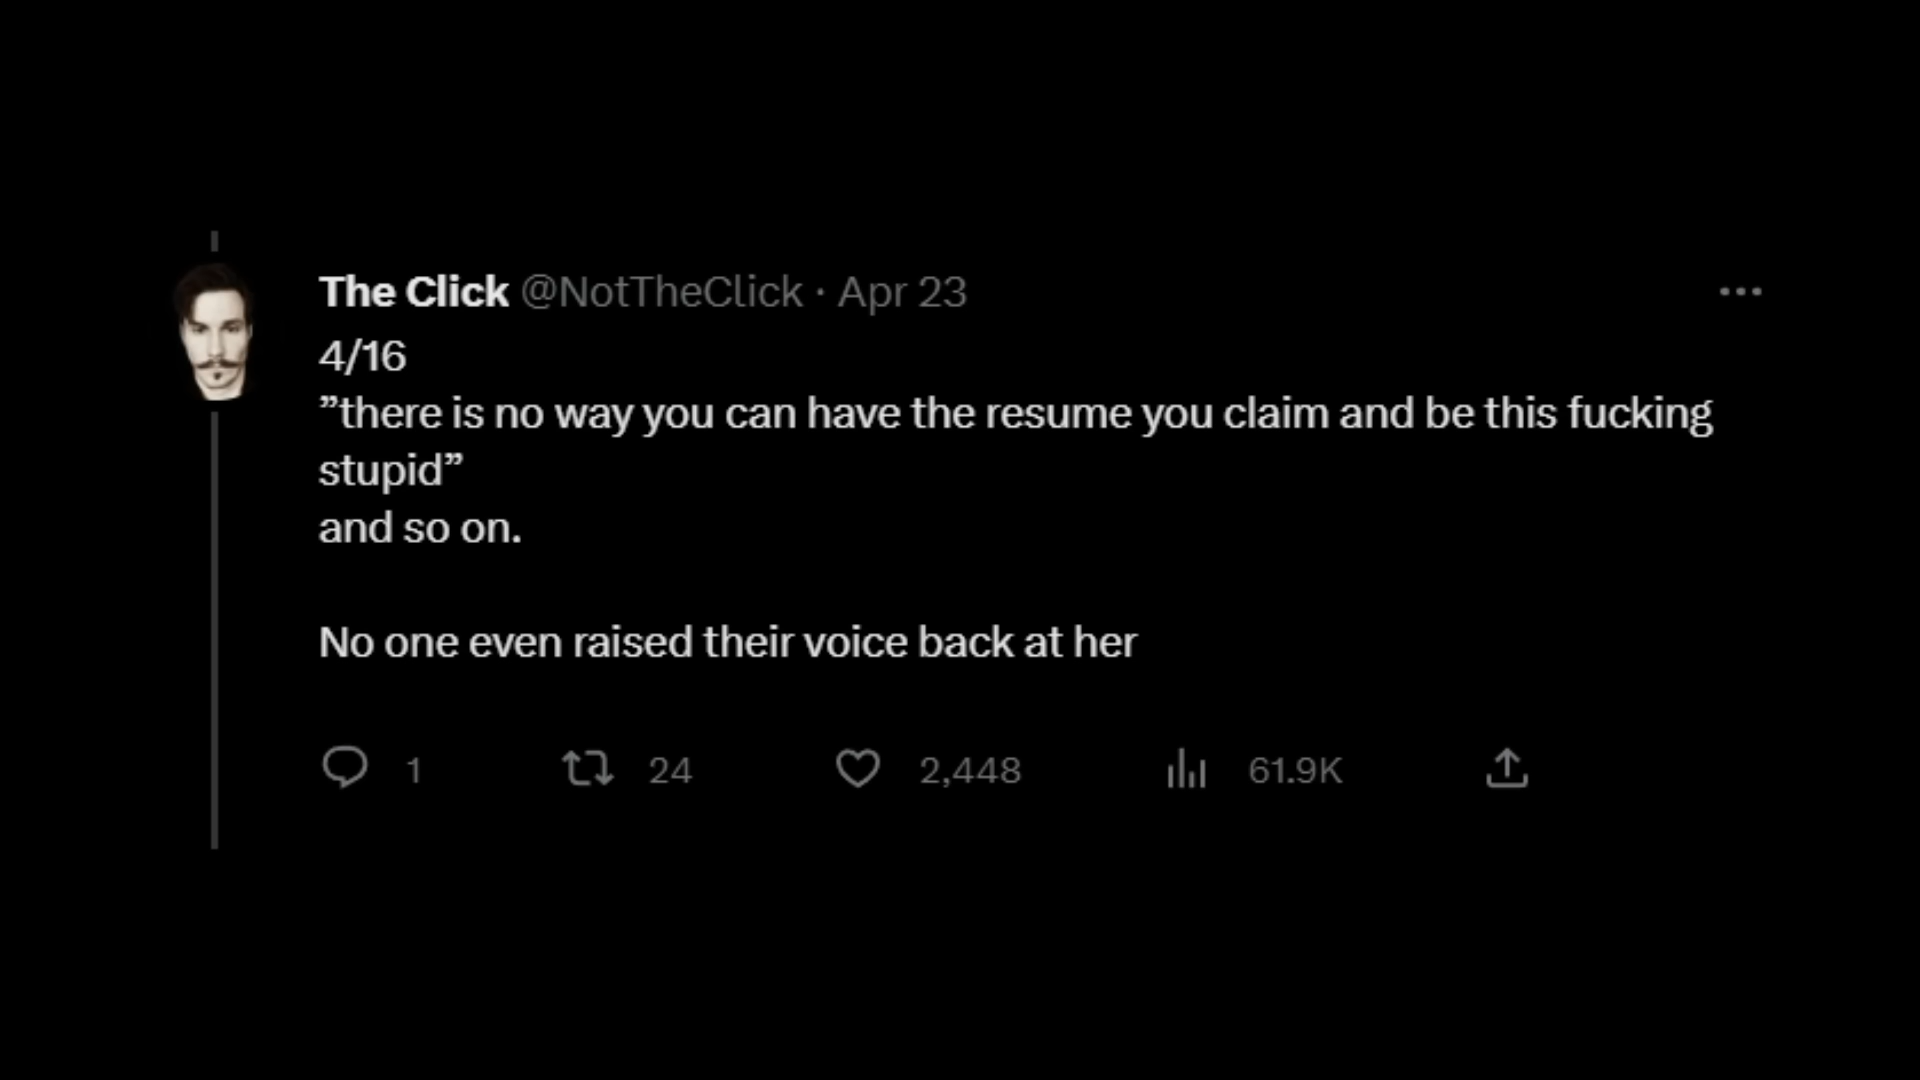 The Click @NotTheClick · Apr 23
4/16
”there is no way you can have the resume you claim and be this fucking
stupid”
and so on.
No one even raised their voice back at her
1 24 2,448 61.9K